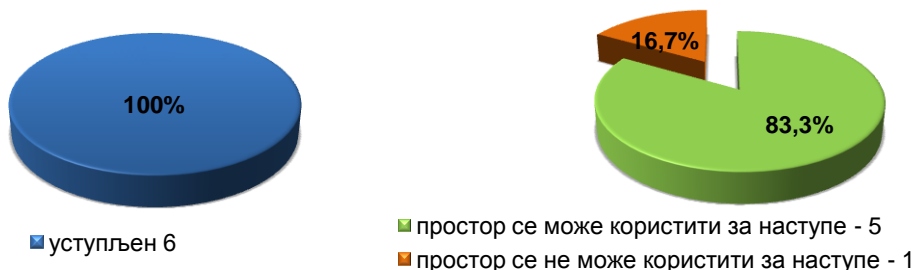 100%
уступљен 6
16,7%
83,3%
простор се може користити за наступе - 5
простор се не може користити за наступе - 1